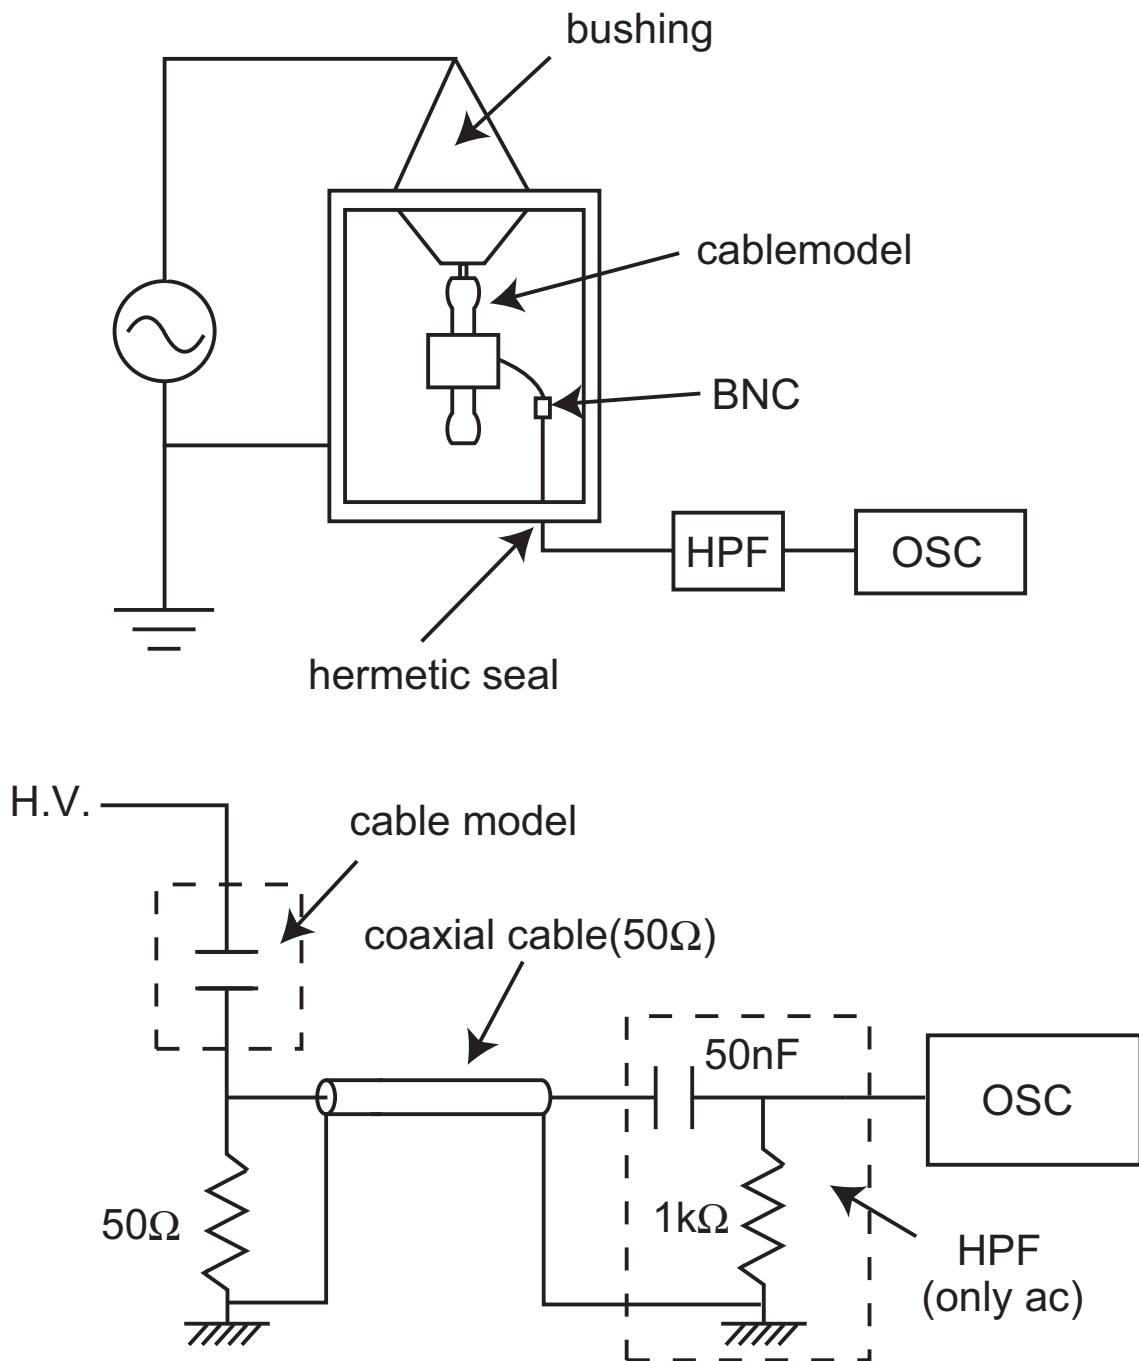 bushing
cablemodel
BNC
HPF
OSC
hermetic seal
H.V.
cable model
coaxial cable(50Ω)
50nF
OSC
50Ω
1kΩ
HPF
(only ac)